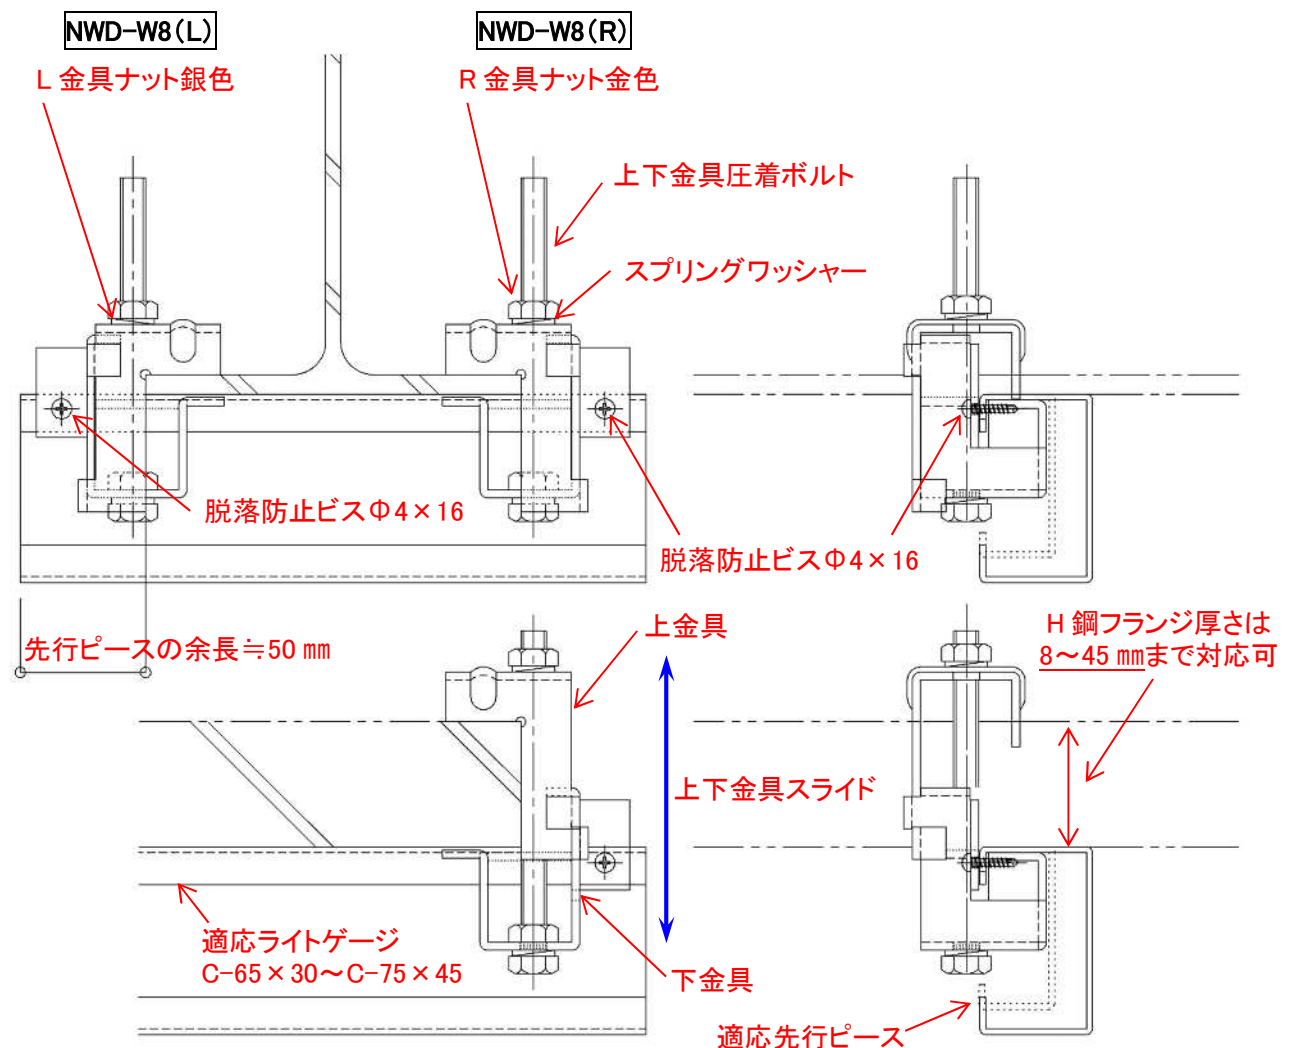 NWD-W8(L)
NWD-W8(R)
L 金具ナット銀色
R 金具ナット金色
上下金具圧着ボルト
スプリングワッシャー
脱落防止ビスΦ4×16
脱落防止ビスΦ4×16
先行ピースの余長≒50 ㎜
上金具
H 鋼フランジ厚さは
8～45 ㎜まで対応可
上下金具スライド
適応ライトゲージ
C-65×30～C-75×45
下金具
適応先行ピース